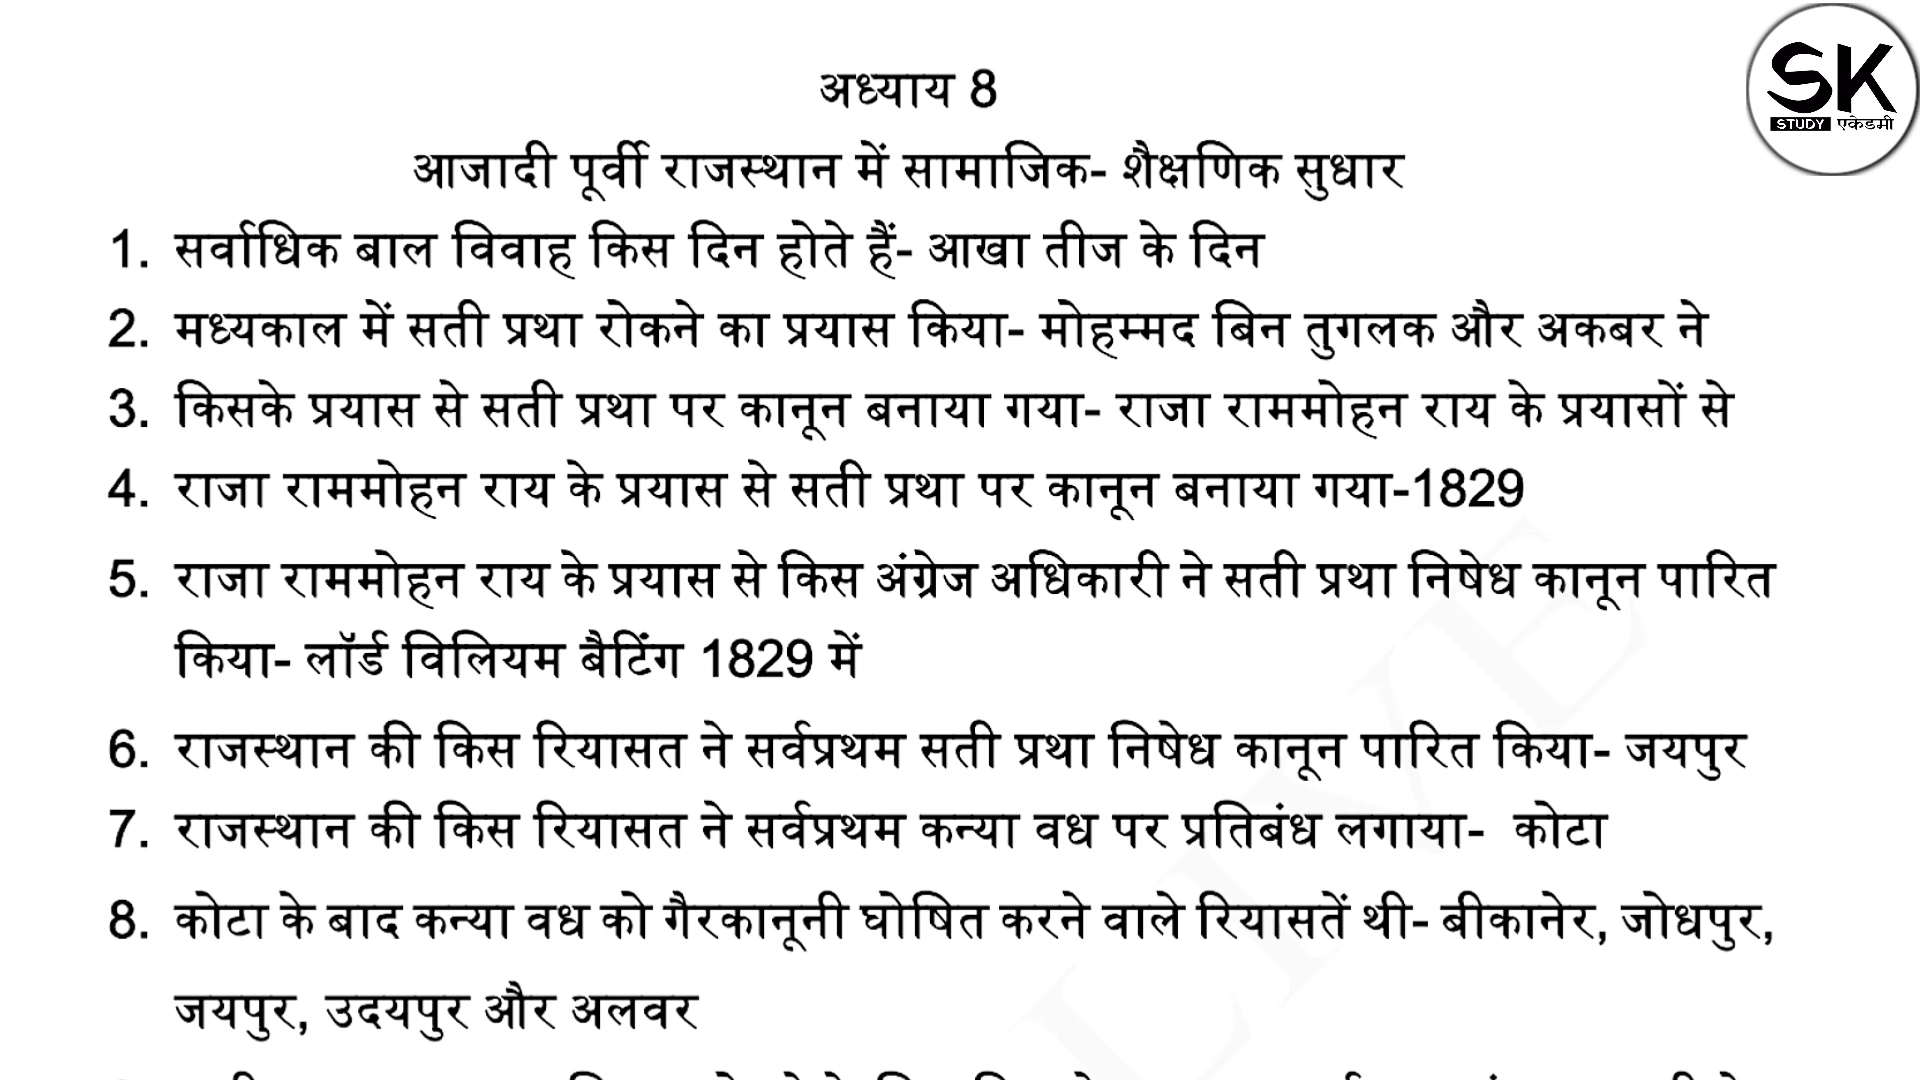 SK
STUDY एकेडमी
अध्याय 8
आजादी पूर्वी राजस्थान में सामाजिक- शैक्षणिक सुधार
1. सर्वाधिक बाल विवाह किस दिन होते हैं- आखा तीज के दिन
2. मध्यकाल में सती प्रथा रोकने का प्रयास किया- मोहम्मद बिन तुगलक और अकबर ने
3. किसके प्रयास से सती प्रथा पर कानून बनाया गया- राजा राममोहन राय के प्रयासों से
4. राजा राममोहन राय के प्रयास से सती प्रथा पर कानून बनाया गया-1829
5. राजा राममोहन राय के प्रयास से किस अंग्रेज अधिकारी ने सती प्रथा निषेध कानून पारित
किया- लॉर्ड विलियम बैटिंग 1829 में
6. राजस्थान की किस रियासत ने सर्वप्रथम सती प्रथा निषेध कानून पारित किया- जयपुर
7. राजस्थान की किस रियासत ने सर्वप्रथम कन्या वध पर प्रतिबंध लगाया- कोटा
8. कोटा के बाद कन्या वध को गैरकानूनी घोषित करने वाले रियासतें थी- बीकानेर, जोधपुर,
जयपुर, उदयपुर और अलवर
LIVE